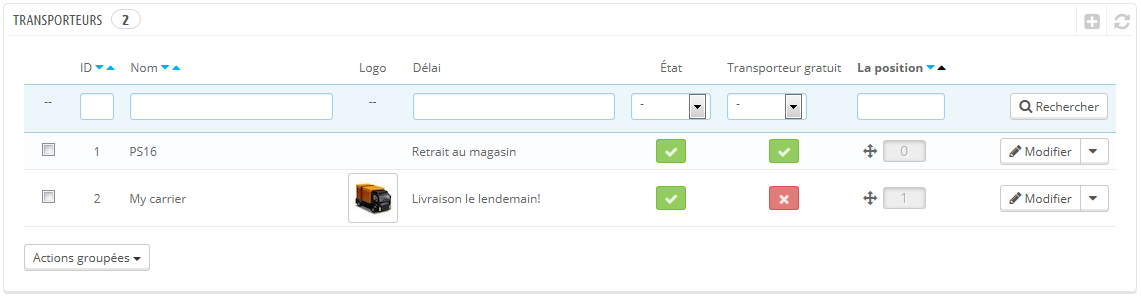 TRANSPORTEURS 2
ID Nom Logo Délai État Transporteur gratuit La position
-- -- - - Rechercher
1 PS16 Retrait au magasin 0 Modifier
2 My carrier Livraison le lendemain! 1 Modifier
Actions groupées